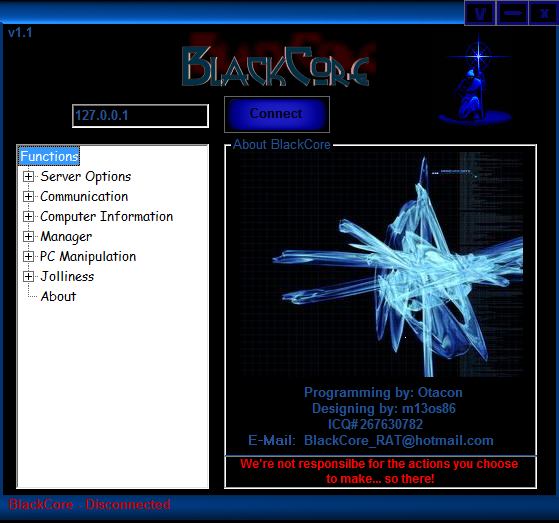 v1.1
BLACKCORE
127.0.0.1
Connect
Functions
Server Options
Communication
Computer Information
Manager
PC Manipulation
Jolliness
About
About BlackCore
Programming by: Otacon
Designing by: m13os86
ICQ#267630782
E-Mail: BlackCore_RAT@hotmail.com
We're not responsilbe for the actions you choose
to make... so there!
BlackCore - Disconnected